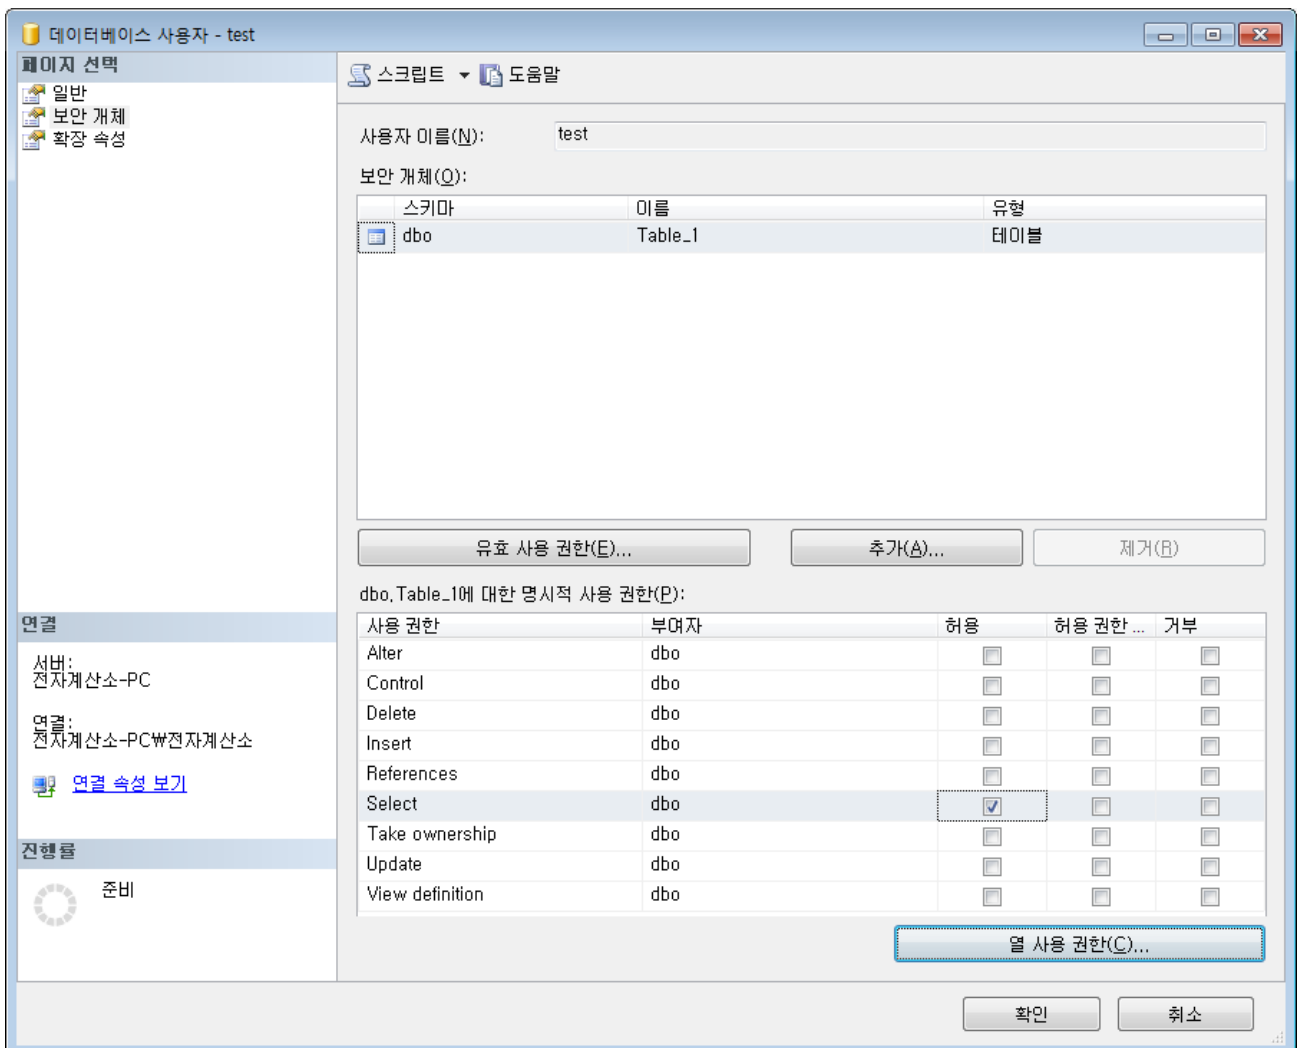 데이터베이스 사용자 - test
페이지 선택
일반
보안 개체
확장 속성
스크립트 도움말
사용자 이름(N): test
보안 개체(O):
스키마 이름 유형
dbo Table_1 테이블
유효 사용 권한(E)... 추가(A)... 제거(R)
dbo.Table_1에 대한 명시적 사용 권한(P):
사용 권한 부여자 허용 허용 권한 ... 거부
Alter dbo
Control dbo
Delete dbo
Insert dbo
References dbo
Select dbo
Take ownership dbo
Update dbo
View definition dbo
열 사용 권한(C)...
연결
서버:
전자계산소-PC
연결:
전자계산소-PC₩전자계산소
연결 속성 보기
진행률
준비
확인 취소